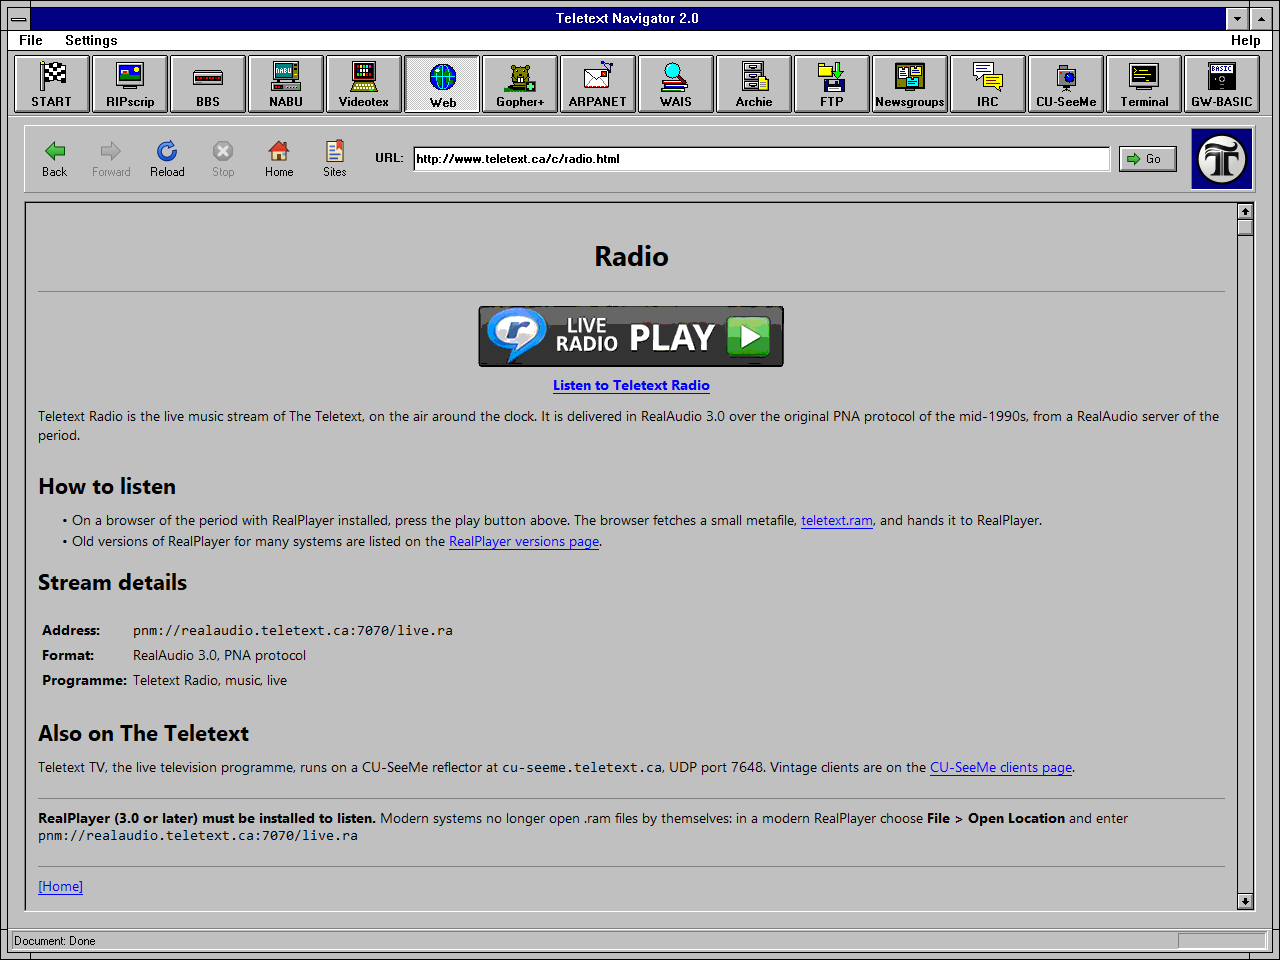 Teletext Navigator 2.0
File Settings Help
START RIPscrip BBS NABU Videotex Web Gopher+ ARPANET WAIS Archie FTP Newsgroups IRC CU-SeeMe Terminal GW-BASIC
Back Forward Reload Stop Home Sites URL: http://www.teletext.ca/c/radio.html Go
Radio
LIVE RADIO PLAY
Listen to Teletext Radio
Teletext Radio is the live music stream of The Teletext, on the air around the clock. It is delivered in RealAudio 3.0 over the original PNA protocol of the mid-1990s, from a RealAudio server of the
period.
How to listen
• On a browser of the period with RealPlayer installed, press the play button above. The browser fetches a small metafile, teletext.ram, and hands it to RealPlayer.
• Old versions of RealPlayer for many systems are listed on the RealPlayer versions page.
Stream details
Address: pnm://realaudio.teletext.ca:7070/live.ra
Format: RealAudio 3.0, PNA protocol
Programme: Teletext Radio, music, live
Also on The Teletext
Teletext TV, the live television programme, runs on a CU-SeeMe reflector at cu-seeme.teletext.ca, UDP port 7648. Vintage clients are on the CU-SeeMe clients page.
RealPlayer (3.0 or later) must be installed to listen. Modern systems no longer open .ram files by themselves: in a modern RealPlayer choose File > Open Location and enter
pnm://realaudio.teletext.ca:7070/live.ra
[Home]
Document: Done